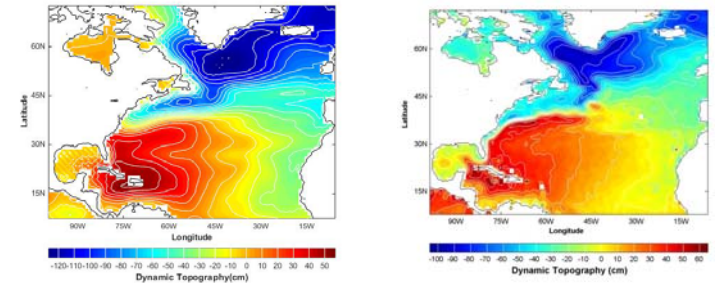 60N
45N
30N
15N
Latitude
90W 75W 60W 45W 30W 15W
Longitude
-120-110-100 -90 -80 -70 -60 -50 -40 -30 -20 -10 0 10 20 30 40 50
Dynamic Topography(cm)
60N
45N
30N
15N
Latitude
90W 75W 60W 45W 30W 15W
Longitude
-100 -90 -80 -70 -60 -50 -40 -30 -20 -10 0 10 20 30 40 50 60
Dynamic Topography (cm)